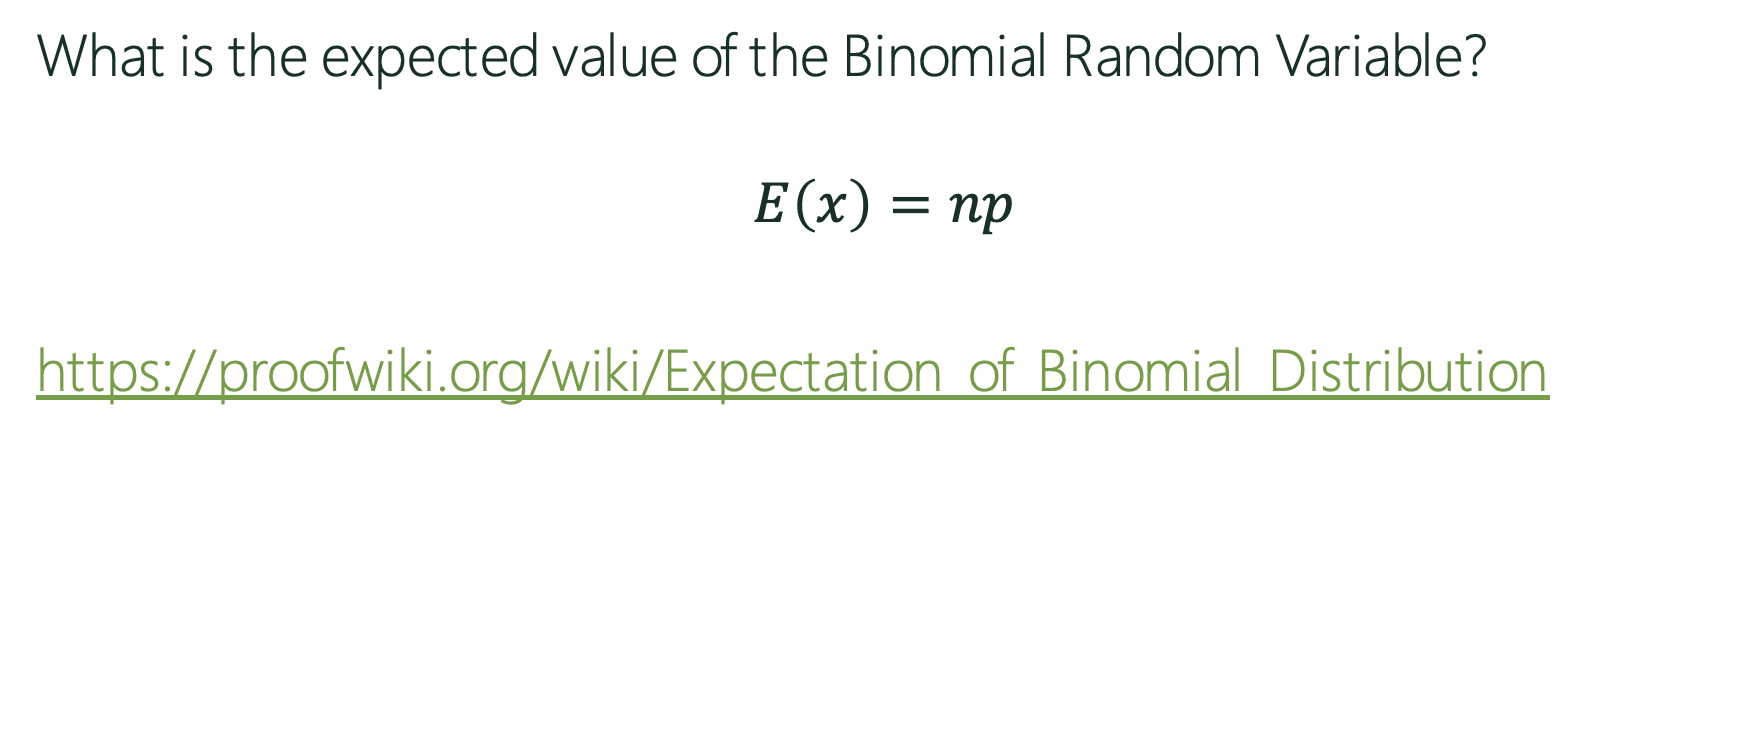 What is the expected value of the Binomial Random Variable?
E(x) = np
https://proofwiki.org/wiki/Expectation_of_Binomial_Distribution